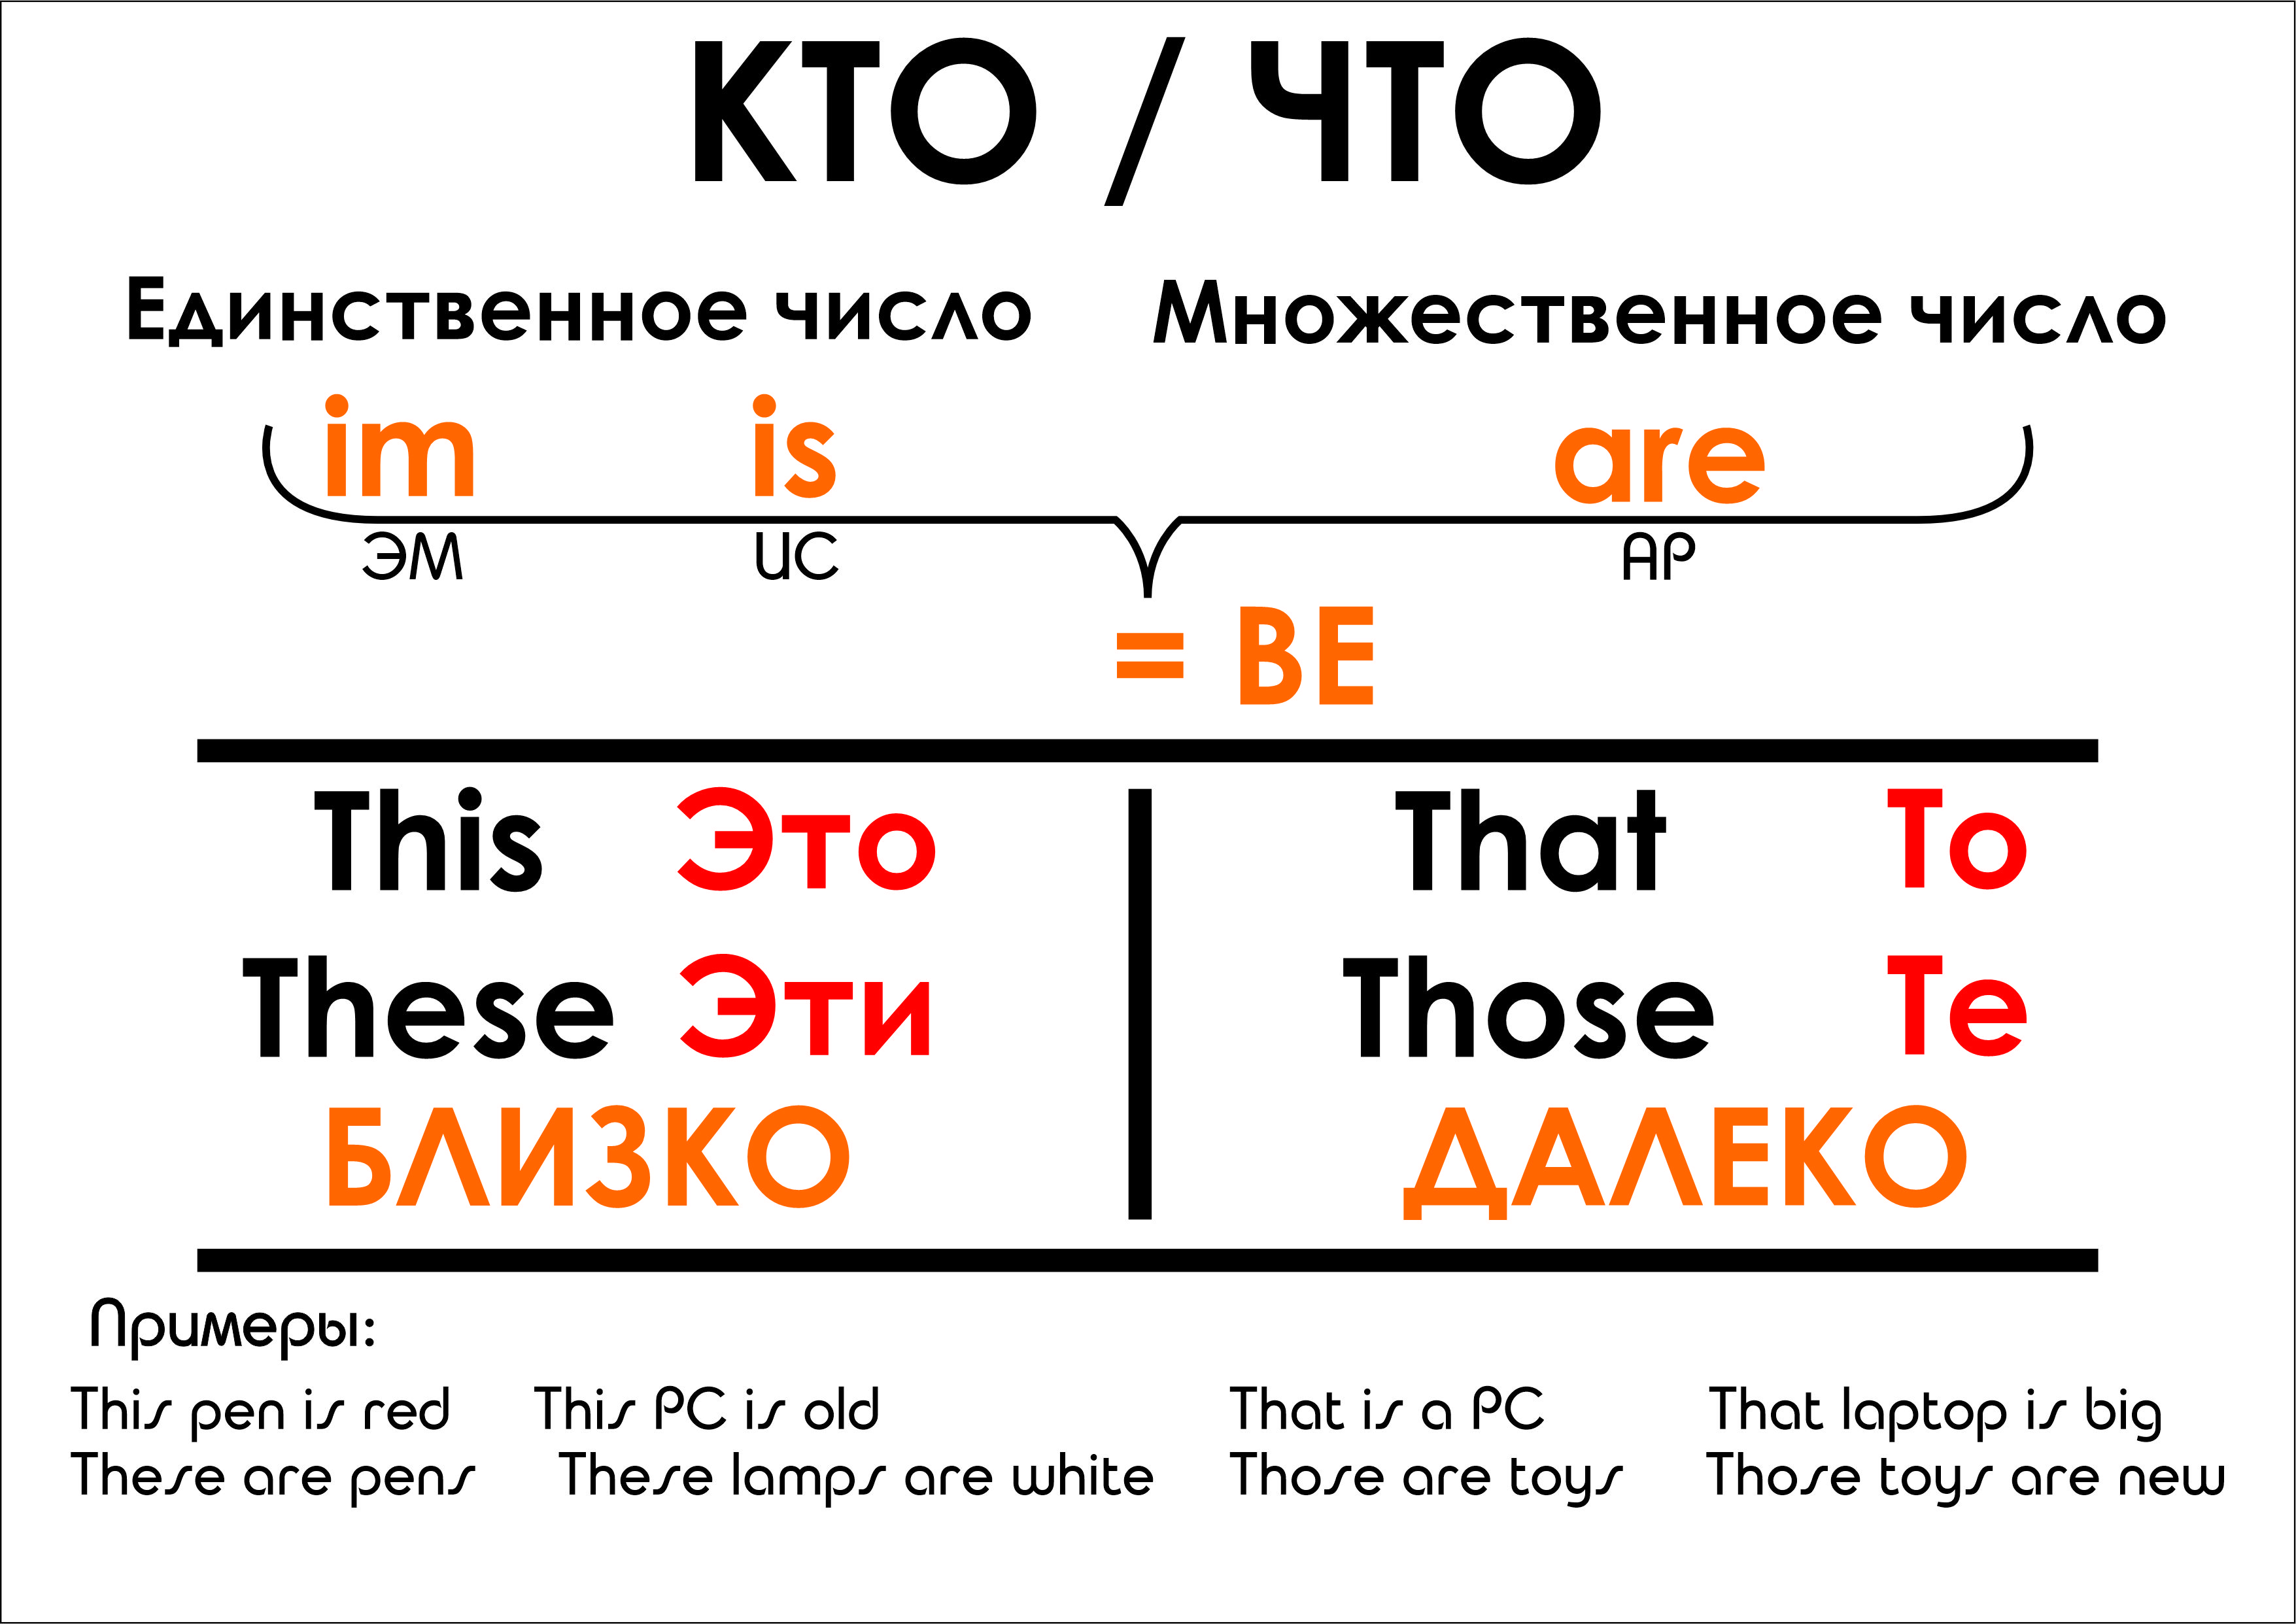 КТО / ЧТО
Единственное число Множественное число
im is are
ЭМ ИС АР
= BE
This Это That То
These Эти Those Те
БЛИЗКО ДАЛЕКО
Примеры:
This pen is red This PC is old That is a PC That laptop is big
These are pens These lamps are white Those are toys Those toys are new